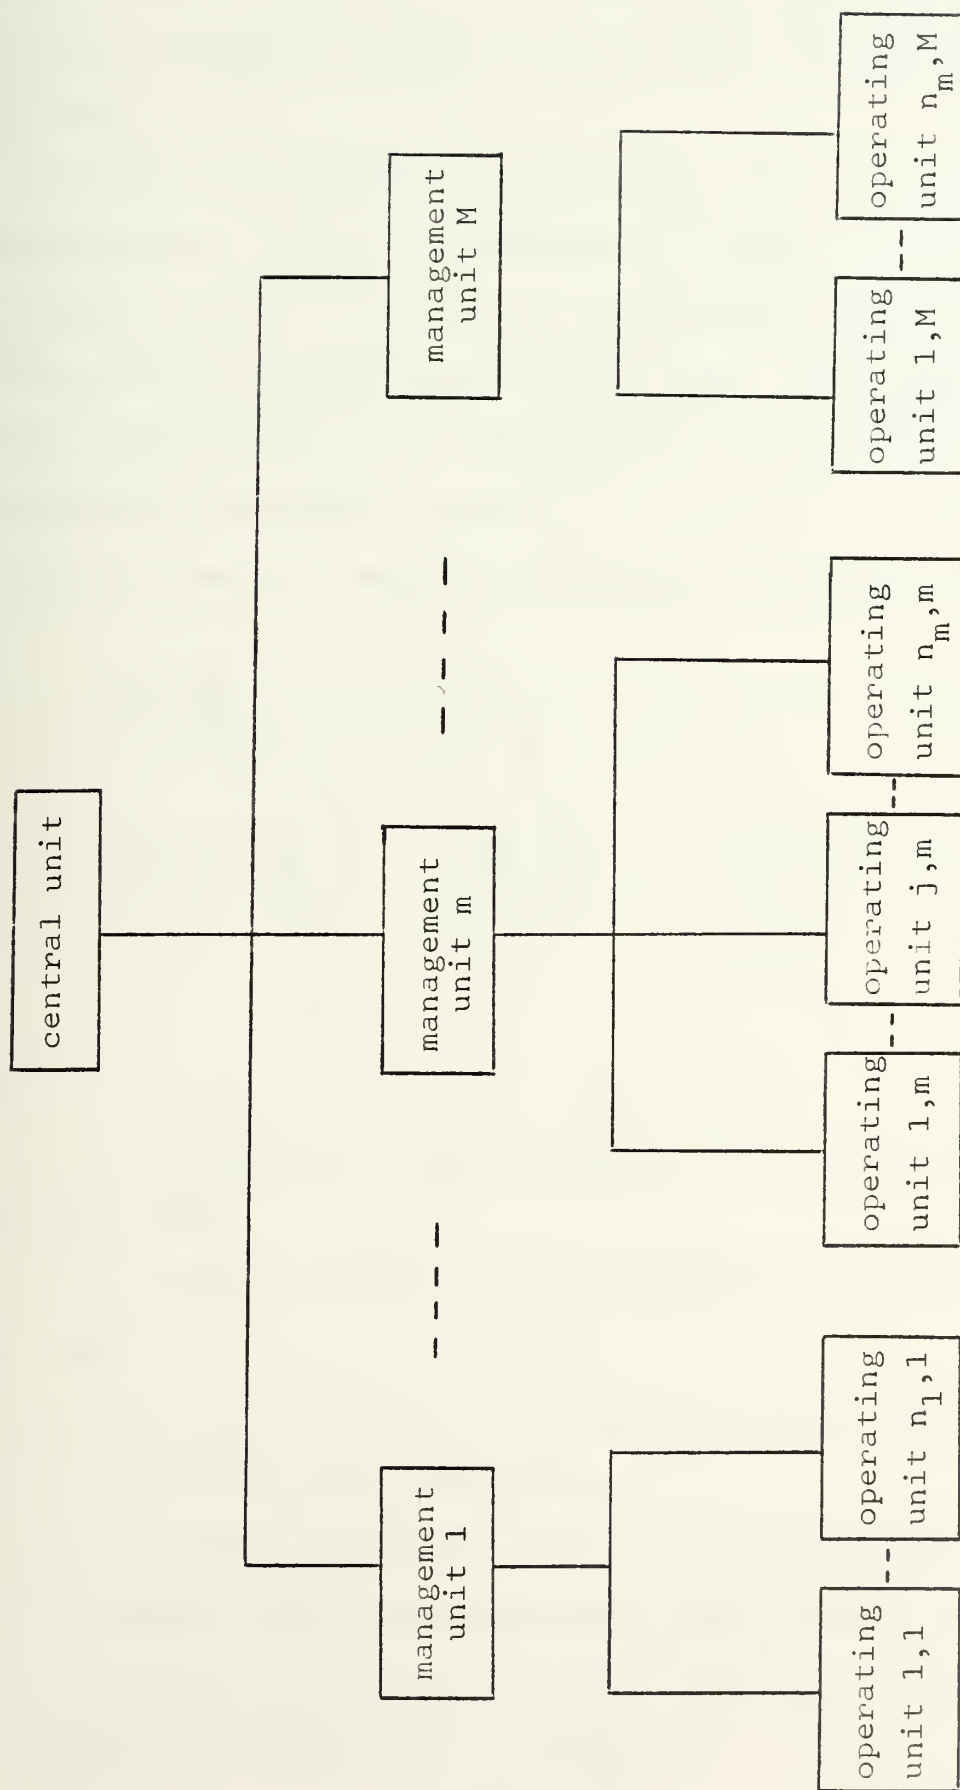 central unit
management
unit 1
management
unit m
management
unit M
operating
unit 1,1
operating
unit n₁,1
operating
unit 1,m
operating
unit j,m
operating
unit nₘ,m
operating
unit 1,M
operating
unit nₘ,M